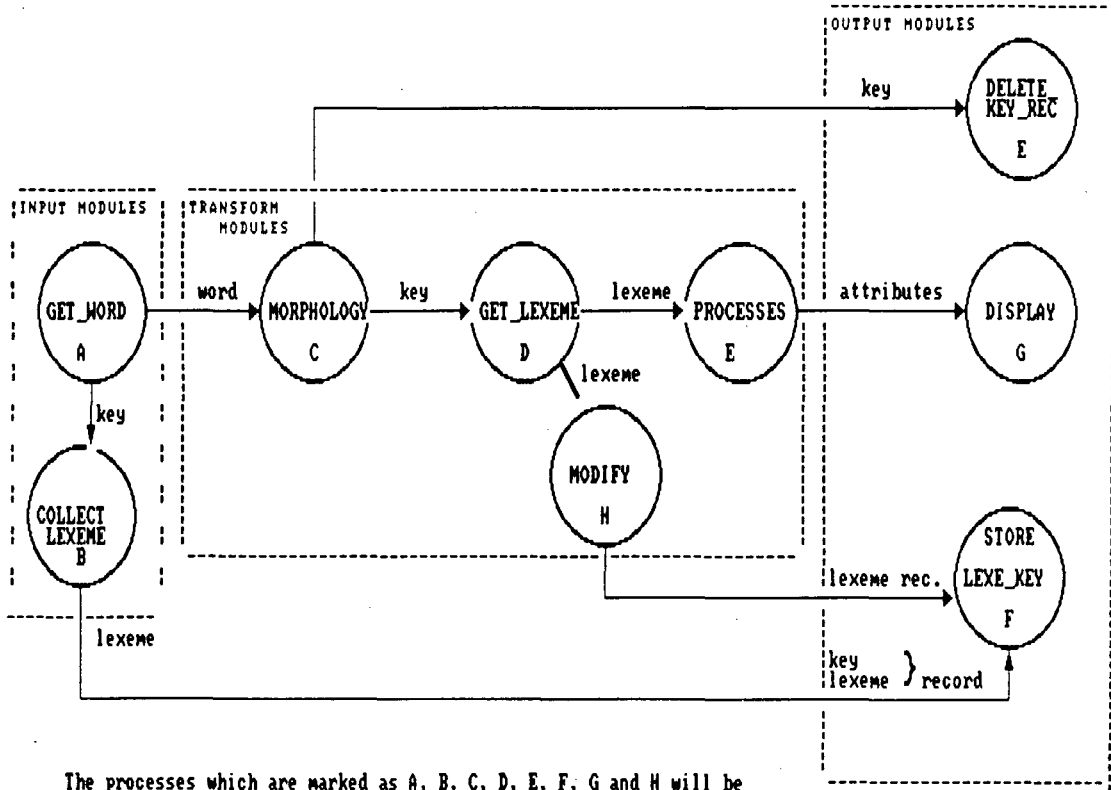 OUTPUT MODULES
DELETE_
KEY_REC
E
key
INPUT MODULES
TRANSFORM
MODULES
GET_WORD
A
word
MORPHOLOGY
C
key
GET_LEXEME
D
lexeme
PROCESSES
E
attributes
DISPLAY
G
key
lexeme
COLLECT
LEXEME
B
MODIFY
H
STORE
LEXE_KEY
F
lexeme rec.
lexeme
key
lexeme } record
The processes which are marked as A, B, C, D, E, F, G and H will be